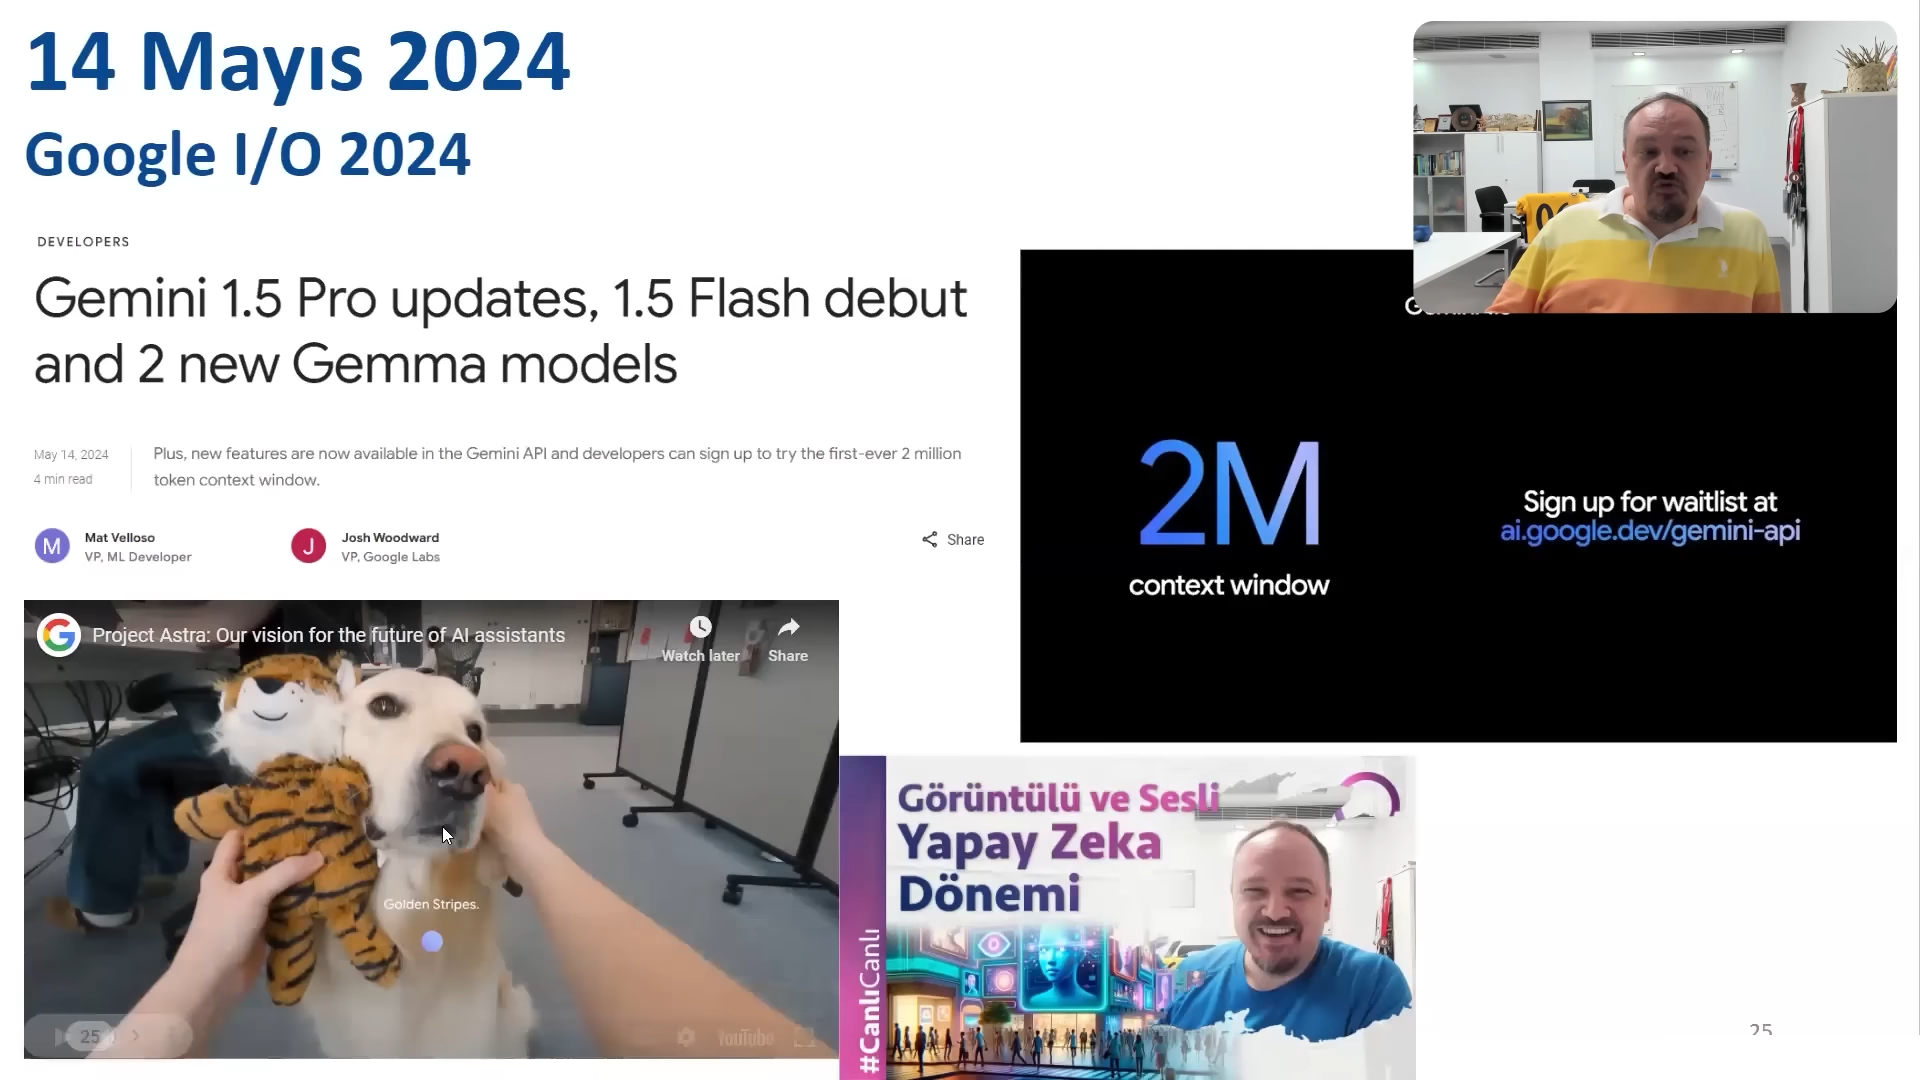 14 Mayıs 2024
Google I/O 2024
DEVELOPERS
Gemini 1.5 Pro updates, 1.5 Flash debut
and 2 new Gemma models
May 14, 2024
4 min read
Plus, new features are now available in the Gemini API and developers can sign up to try the first-ever 2 million
token context window.
M
Mat Velloso
VP, ML Developer
J
Josh Woodward
VP, Google Labs
Share
2M
context window
Sign up for waitlist at
ai.google.dev/gemini-api
Project Astra: Our vision for the future of AI assistants
Watch later
Share
Golden Stripes.
25
YouTube
#CanlıCanlı
Görüntülü ve Sesli
Yapay Zeka
Dönemi
25